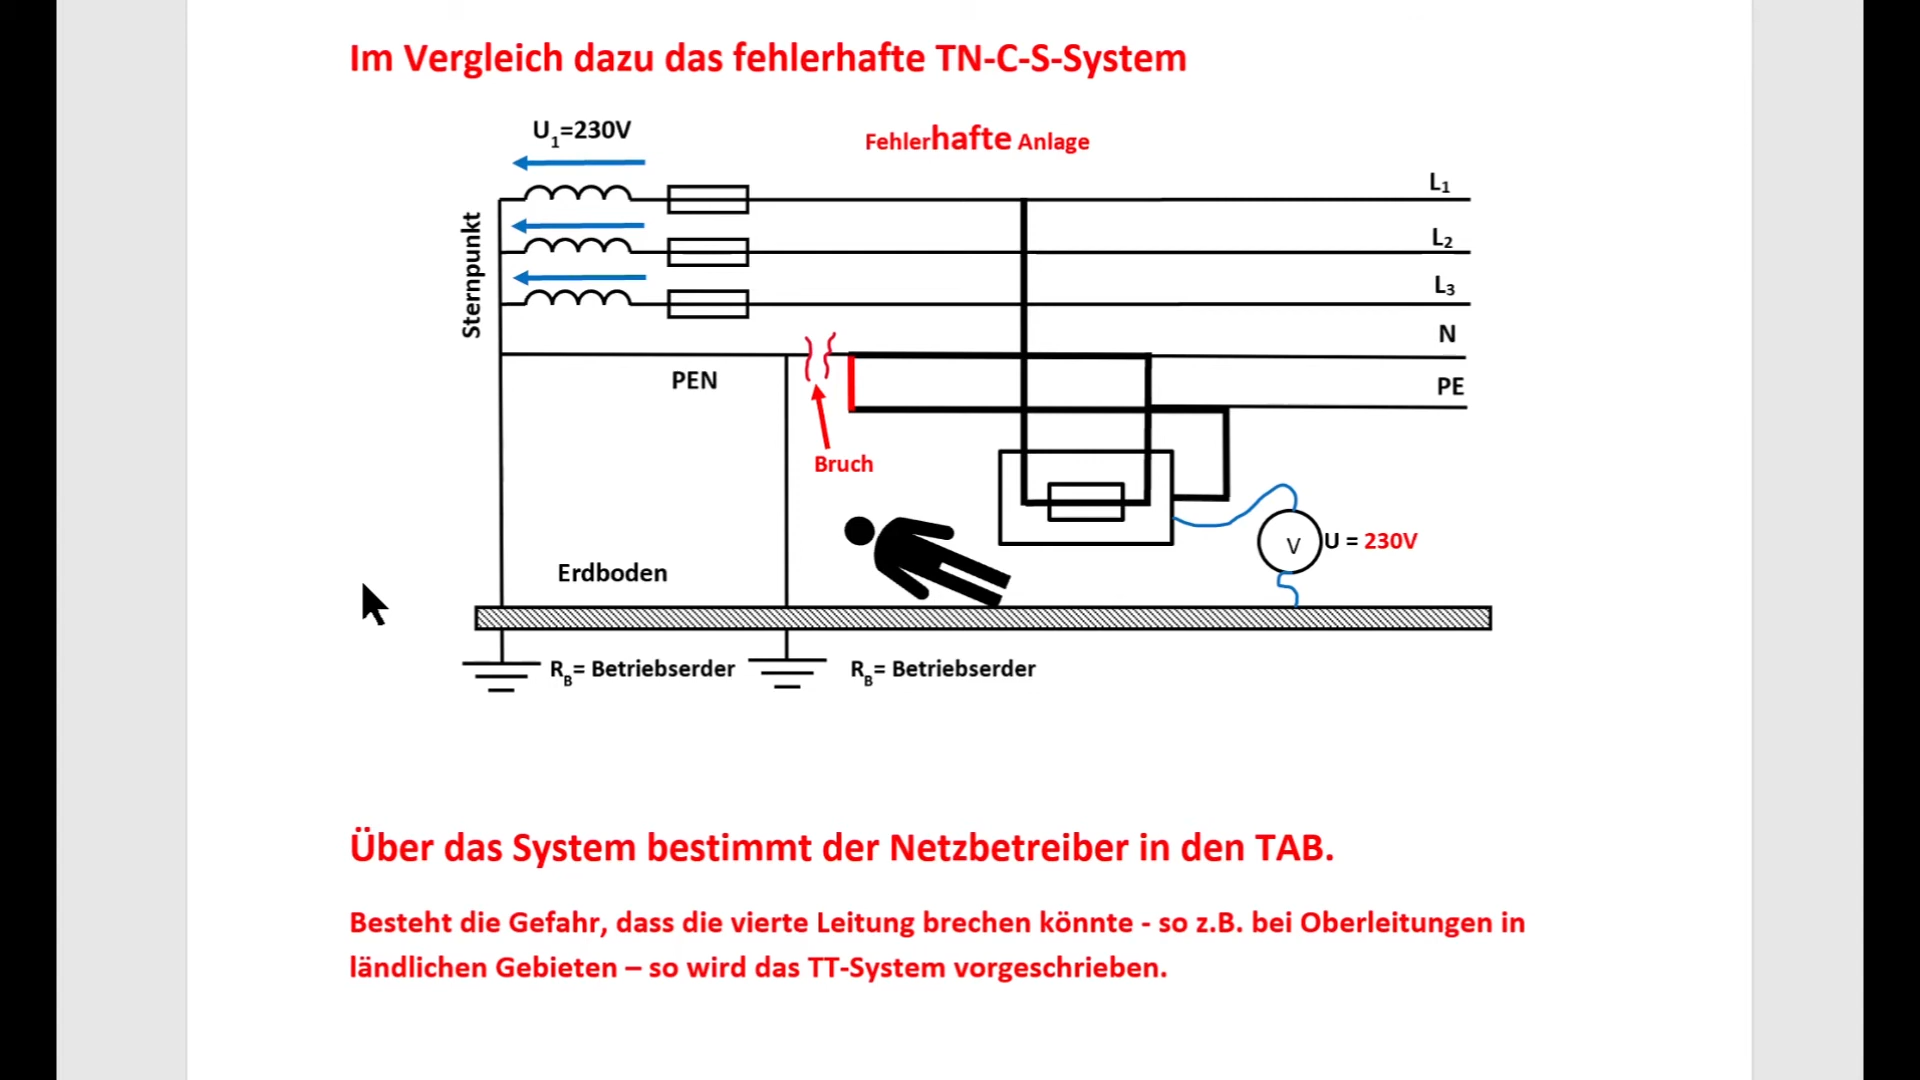 Im Vergleich dazu das fehlerhafte TN-C-S-System
U1=230V
Fehlerhafte Anlage
L1
Sternpunkt
L2
L3
N
PEN
PE
Bruch
V
U = 230V
Erdboden
RB= Betriebserder
RB= Betriebserder
Über das System bestimmt der Netzbetreiber in den TAB.
Besteht die Gefahr, dass die vierte Leitung brechen könnte - so z.B. bei Oberleitungen in
ländlichen Gebieten – so wird das TT-System vorgeschrieben.